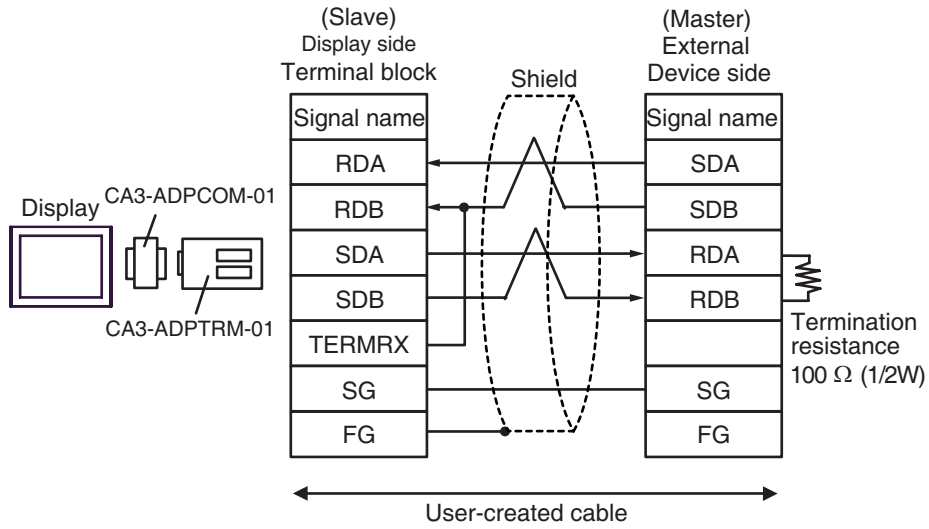 (Slave)
Display side
Terminal block
(Master)
External
Device side
Shield
Signal name
Signal name
RDA
SDA
RDB
SDB
SDA
RDA
SDB
RDB
TERMRX
SG
SG
FG
FG
Display
CA3-ADPCOM-01
CA3-ADPTRM-01
Termination
resistance
100 Ω (1/2W)
User-created cable